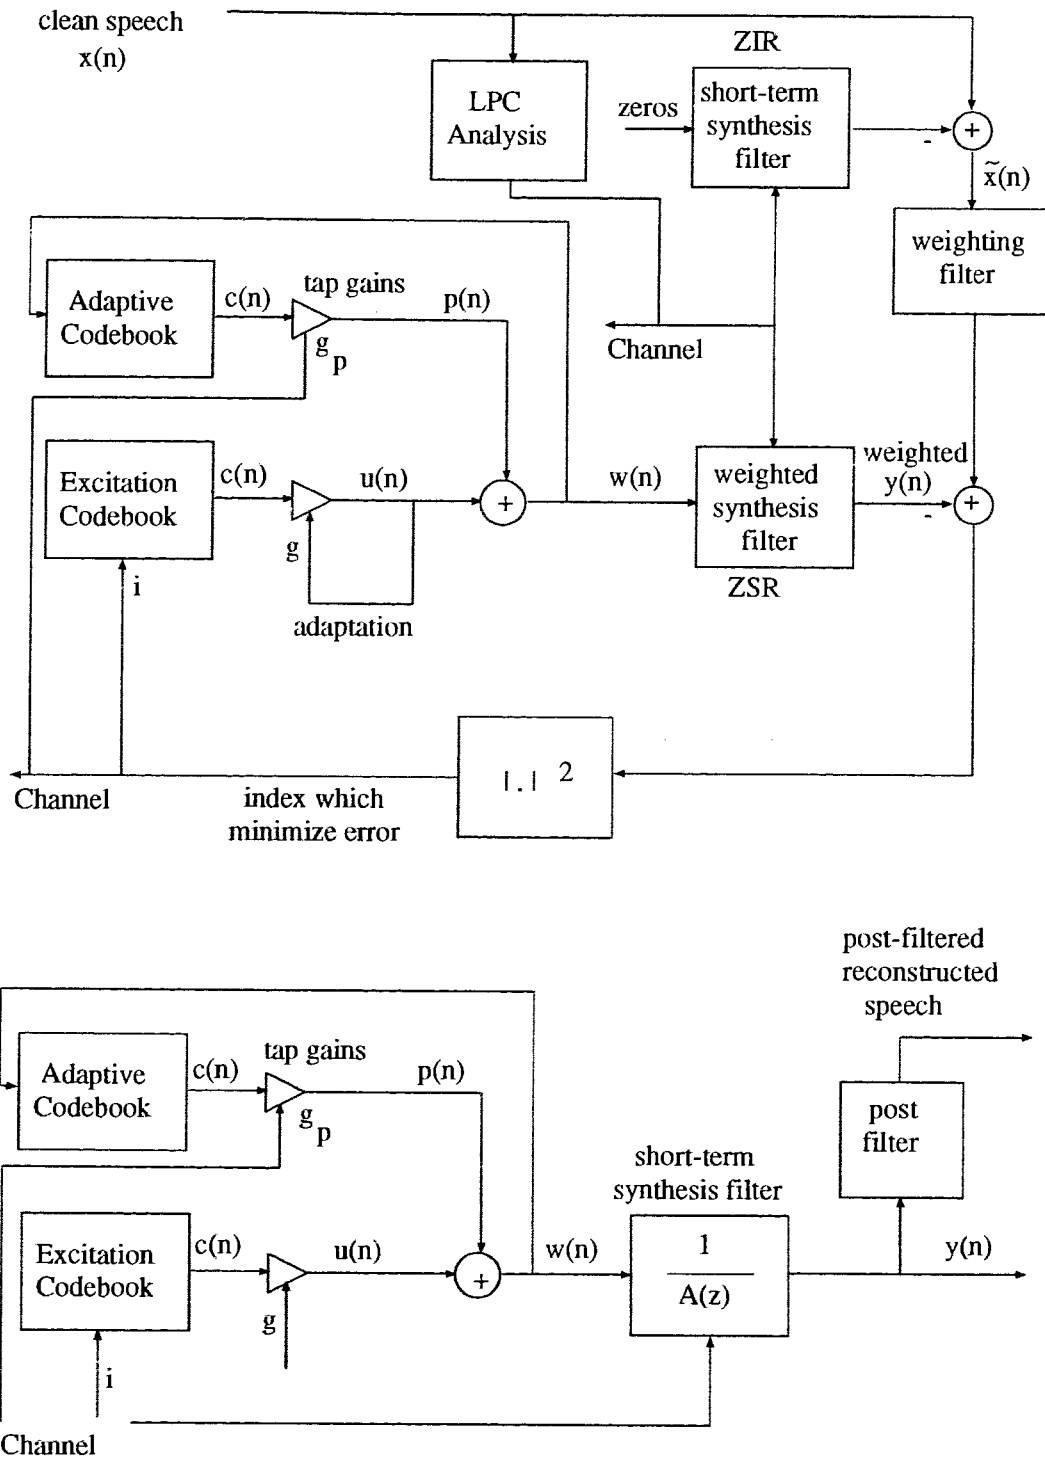 clean speech
x(n)
ZIR
LPC
Analysis
zeros
short-term
synthesis
filter
+
-
x̃(n)
weighting
filter
Adaptive
Codebook
c(n)
tap gains
g
p
p(n)
Channel
Excitation
Codebook
c(n)
u(n)
g
i
adaptation
+
w(n)
weighted
synthesis
filter
ZSR
weighted
y(n)
+
-
|.| 2
Channel
index which
minimize error
post-filtered
reconstructed
speech
Adaptive
Codebook
c(n)
tap gains
g
p
p(n)
post
filter
short-term
synthesis filter
Excitation
Codebook
c(n)
u(n)
g
i
+
w(n)
1
A(z)
y(n)
Channel